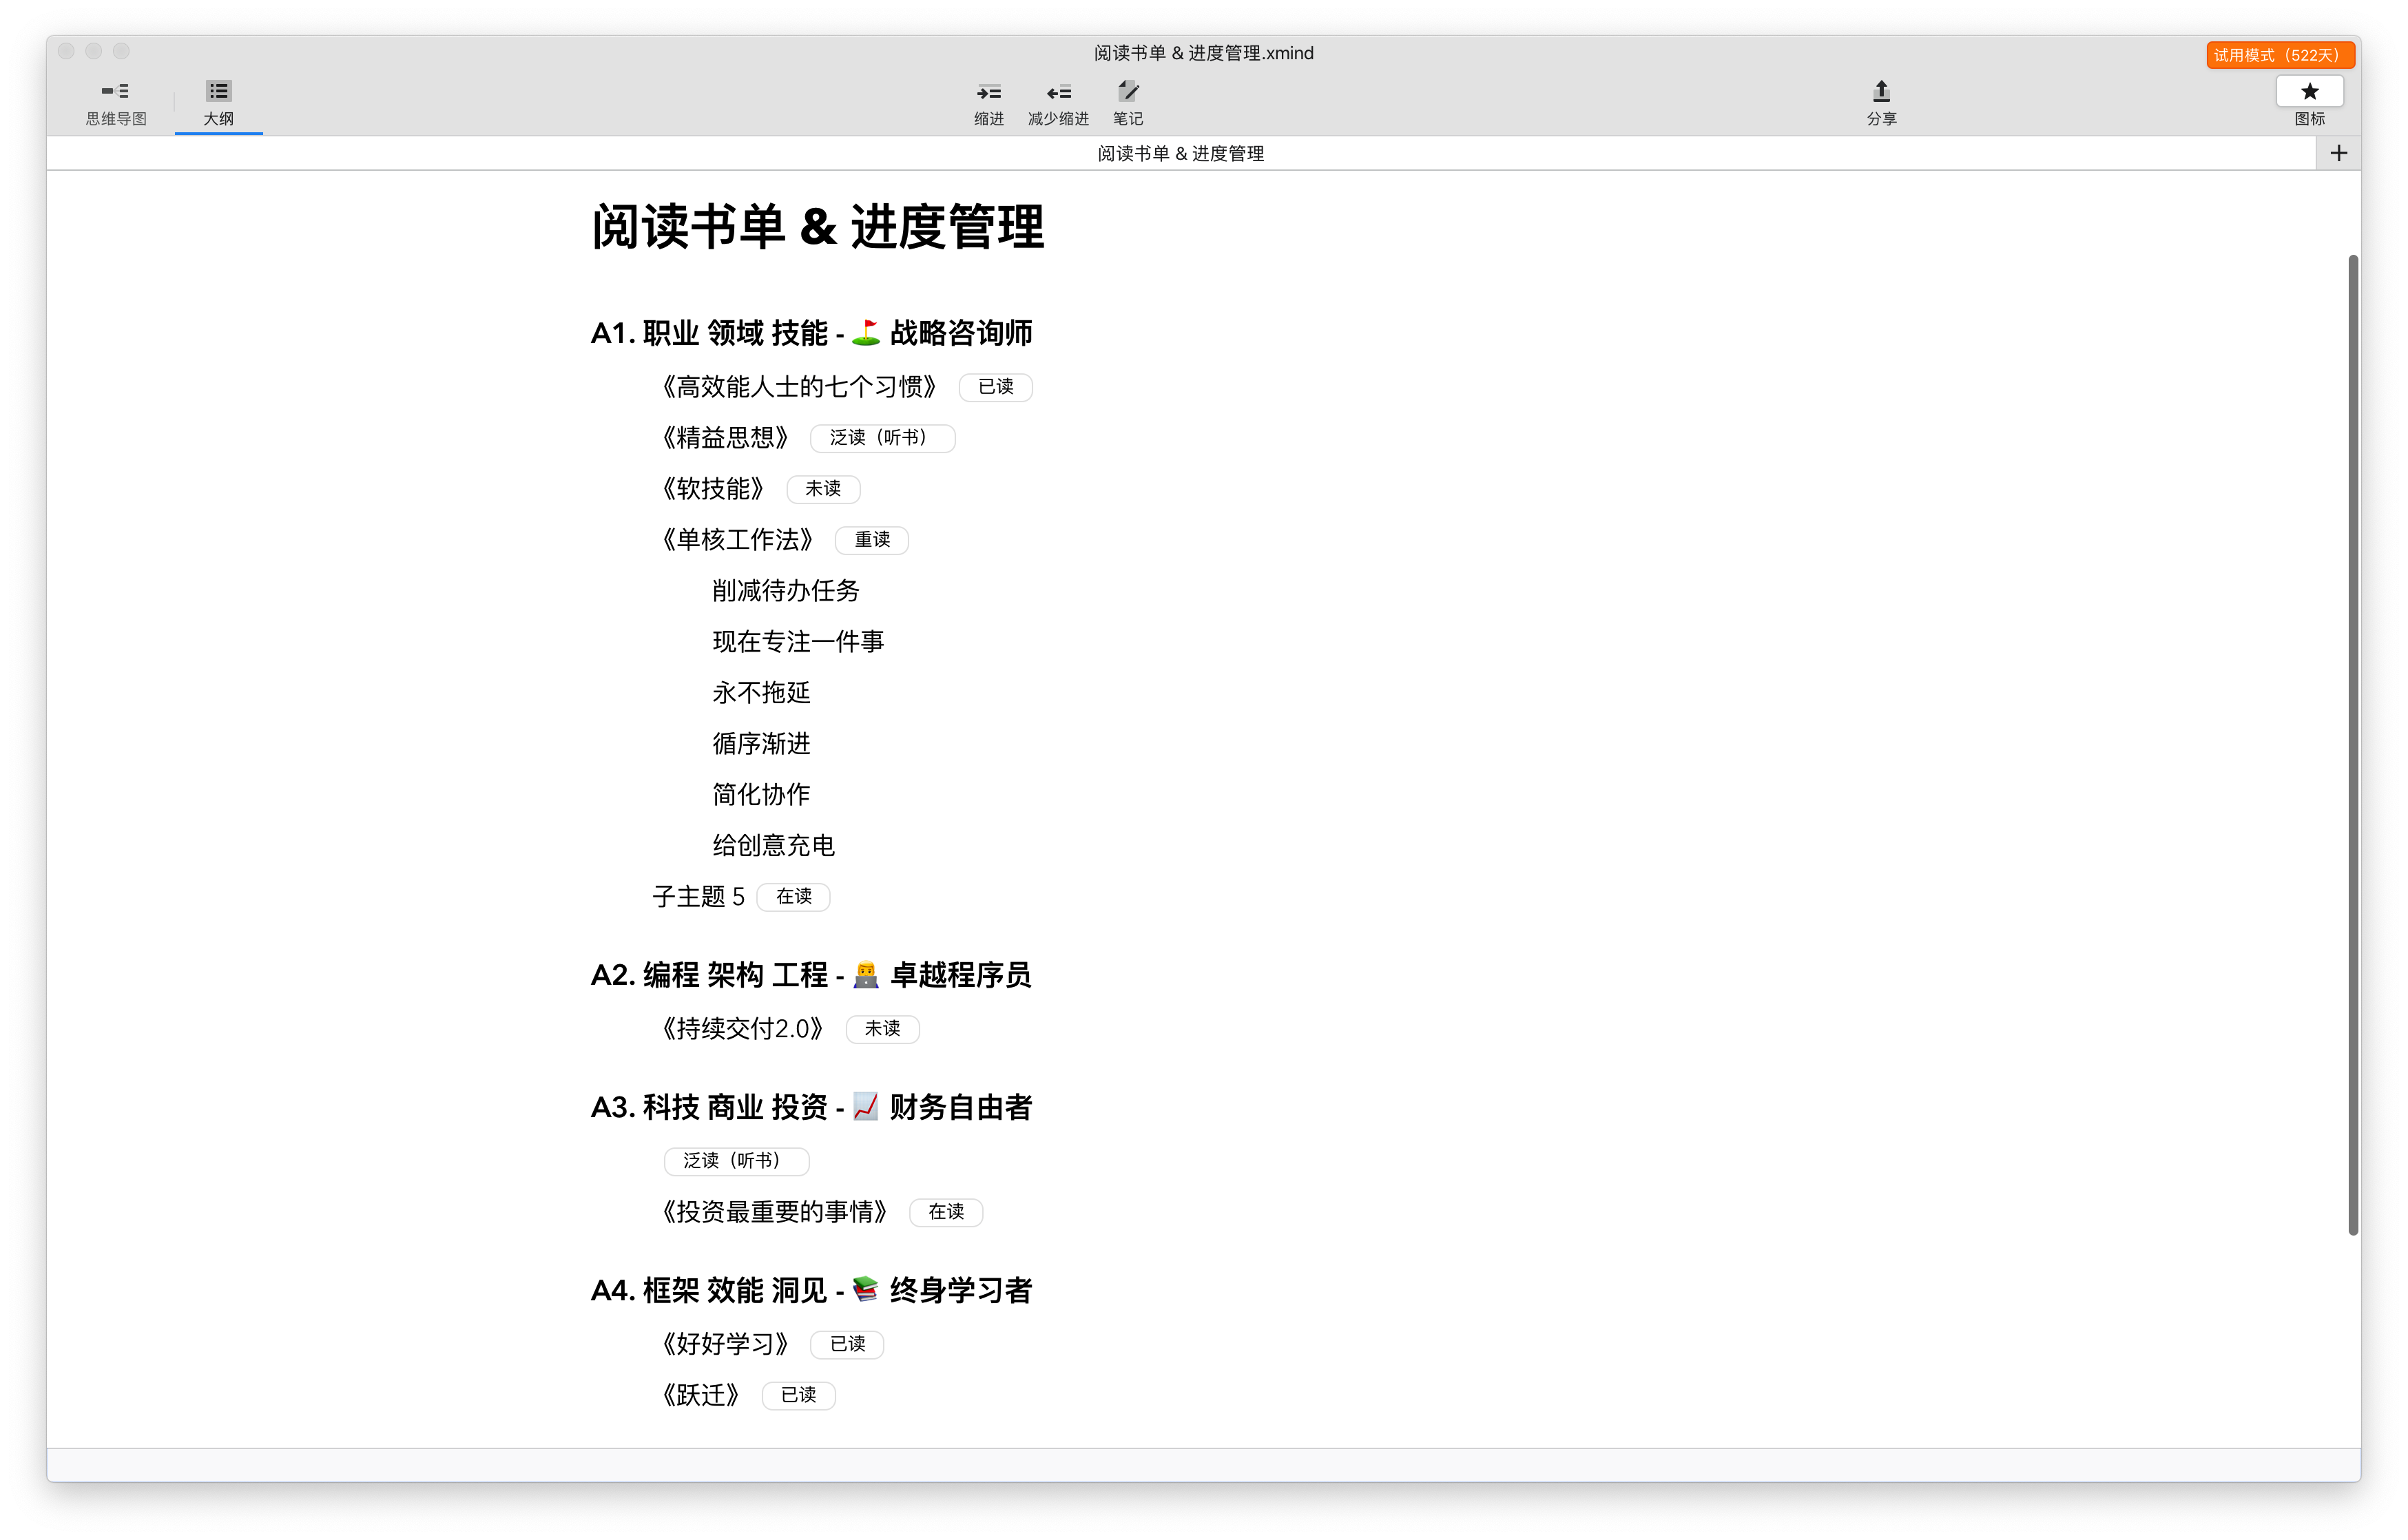 阅读书单 & 进度管理.xmind
试用模式（522天）
思维导图
大纲
缩进
减少缩进
笔记
分享
图标
阅读书单 & 进度管理
阅读书单 & 进度管理
A1. 职业 领域 技能 - ⛳ 战略咨询师
《高效能人士的七个习惯》 已读
《精益思想》 泛读（听书）
《软技能》 未读
《单核工作法》 重读
削减待办任务
现在专注一件事
永不拖延
循序渐进
简化协作
给创意充电
子主题 5 在读
A2. 编程 架构 工程 - 👨‍💻 卓越程序员
《持续交付2.0》 未读
A3. 科技 商业 投资 - 📈 财务自由者
泛读（听书）
《投资最重要的事情》 在读
A4. 框架 效能 洞见 - 📚 终身学习者
《好好学习》 已读
《跃迁》 已读